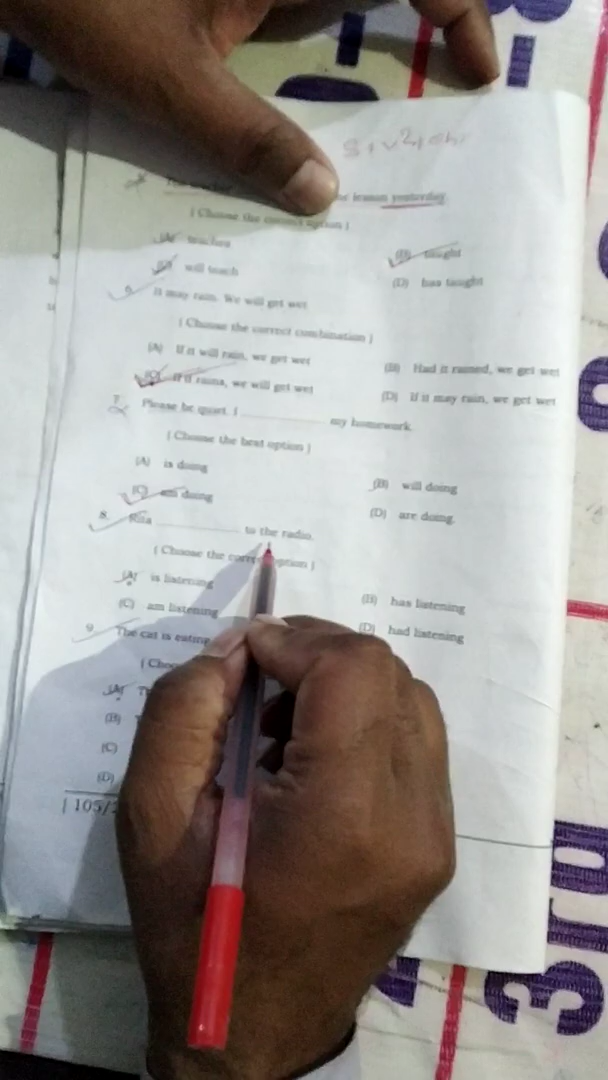 S + V2 + Obj
lesson yesterday
[ Choose the correct option ]
(A) teaches (B) taught
(C) will teach (D) has taught
6. It may rain. We will get wet
[ Choose the correct combination ]
(A) If it will rain, we get wet (B) Had it rained, we get wet
(C) If it rains, we will get wet (D) If it may rain, we get wet
7. Please be quiet. I __________ my homework.
[ Choose the best option ]
(A) is doing (B) will doing
(C) am doing (D) are doing
8. Rita __________ to the radio.
[ Choose the correct option ]
(A) is listening (B) has listening
(C) am listening (D) had listening
9. The cat is eating
(A)
(B)
(C)
(D)
[ 105/
3rd